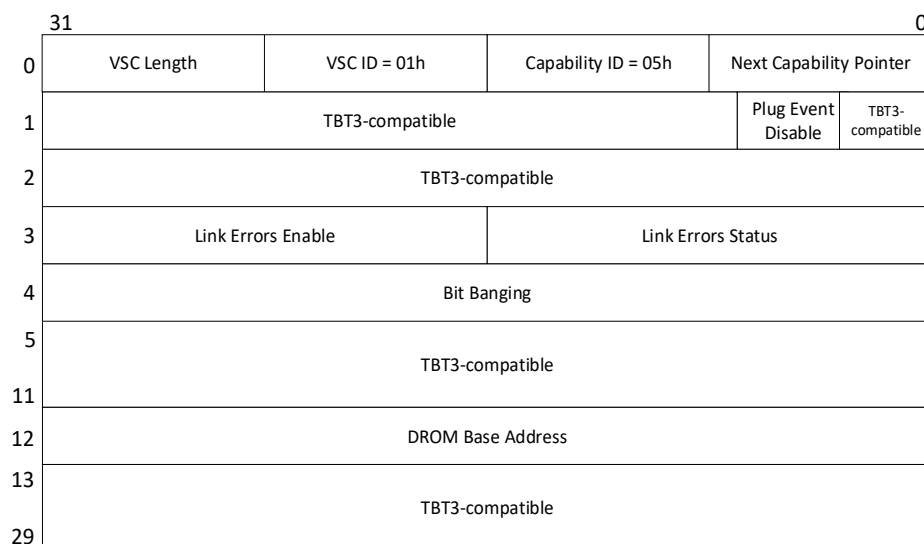 31 0
0 VSC Length VSC ID = 01h Capability ID = 05h Next Capability Pointer
1 TBT3-compatible Plug Event Disable TBT3-compatible
2 TBT3-compatible
3 Link Errors Enable Link Errors Status
4 Bit Banging
5
TBT3-compatible
11
12 DROM Base Address
13
TBT3-compatible
29